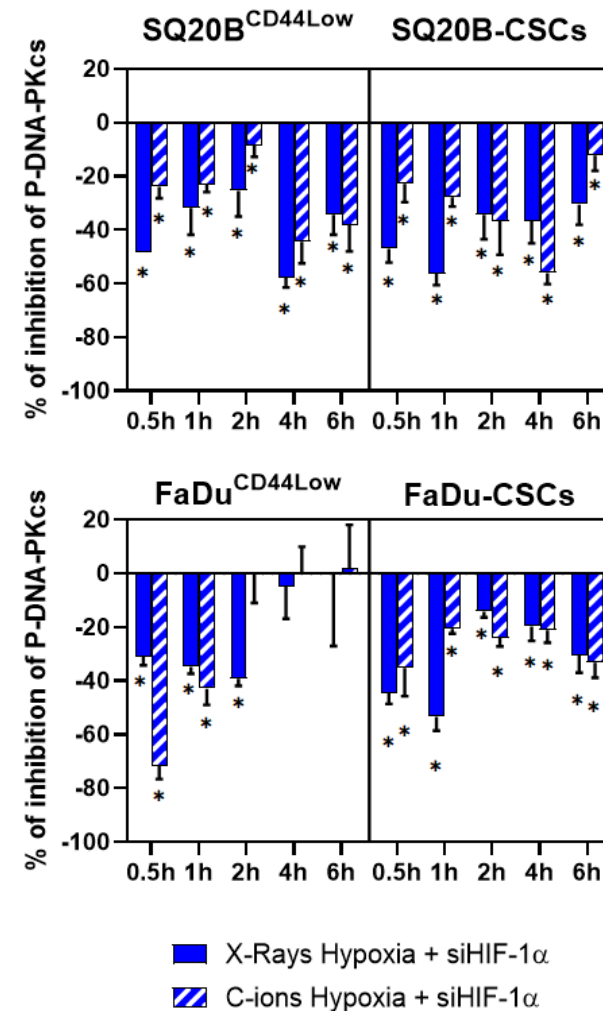 SQ20B^CD44Low SQ20B-CSCs
% of inhibition of P-DNA-PKcs
20
0
-20
-40
-60
-80
-100
* * * * * * * * * * * * * * * * * * * *
0.5h 1h 2h 4h 6h 0.5h 1h 2h 4h 6h
FaDu^CD44Low FaDu-CSCs
% of inhibition of P-DNA-PKcs
20
0
-20
-40
-60
-80
-100
* * * * * * * * * * * * * * *
0.5h 1h 2h 4h 6h 0.5h 1h 2h 4h 6h
X-Rays Hypoxia + siHIF-1α
C-ions Hypoxia + siHIF-1α